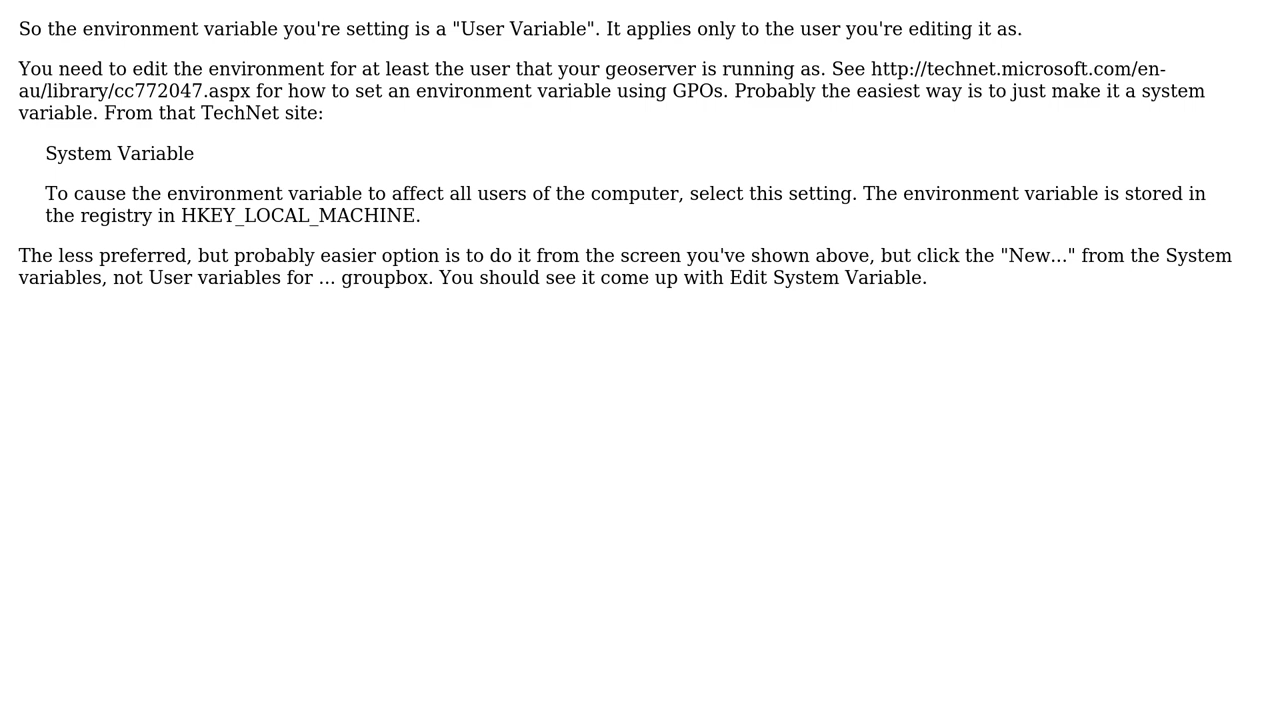 So the environment variable you're setting is a "User Variable". It applies only to the user you're editing it as.
You need to edit the environment for at least the user that your geoserver is running as. See http://technet.microsoft.com/en-
au/library/cc772047.aspx for how to set an environment variable using GPOs. Probably the easiest way is to just make it a system
variable. From that TechNet site:
System Variable
To cause the environment variable to affect all users of the computer, select this setting. The environment variable is stored in
the registry in HKEY_LOCAL_MACHINE.
The less preferred, but probably easier option is to do it from the screen you've shown above, but click the "New..." from the System
variables, not User variables for ... groupbox. You should see it come up with Edit System Variable.